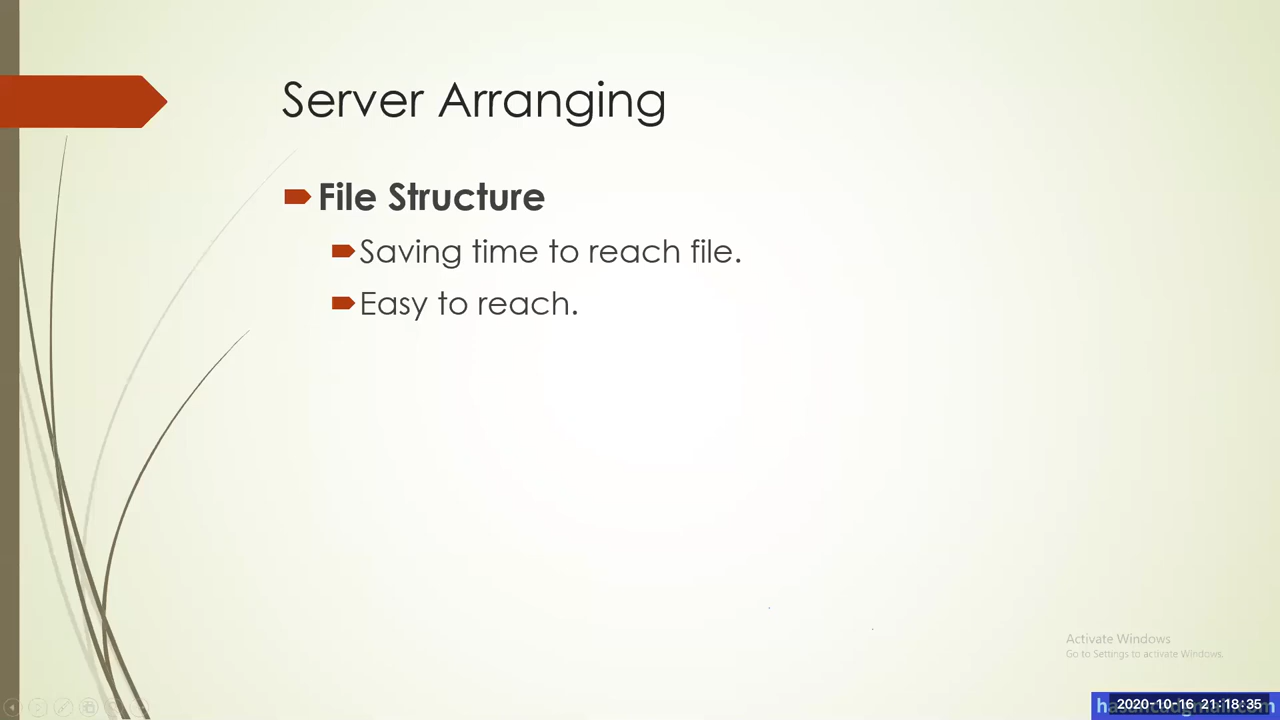 Server Arranging
File Structure
Saving time to reach file.
Easy to reach.
Activate Windows
Go to Settings to activate Windows.
2020-10-16 21:18:35